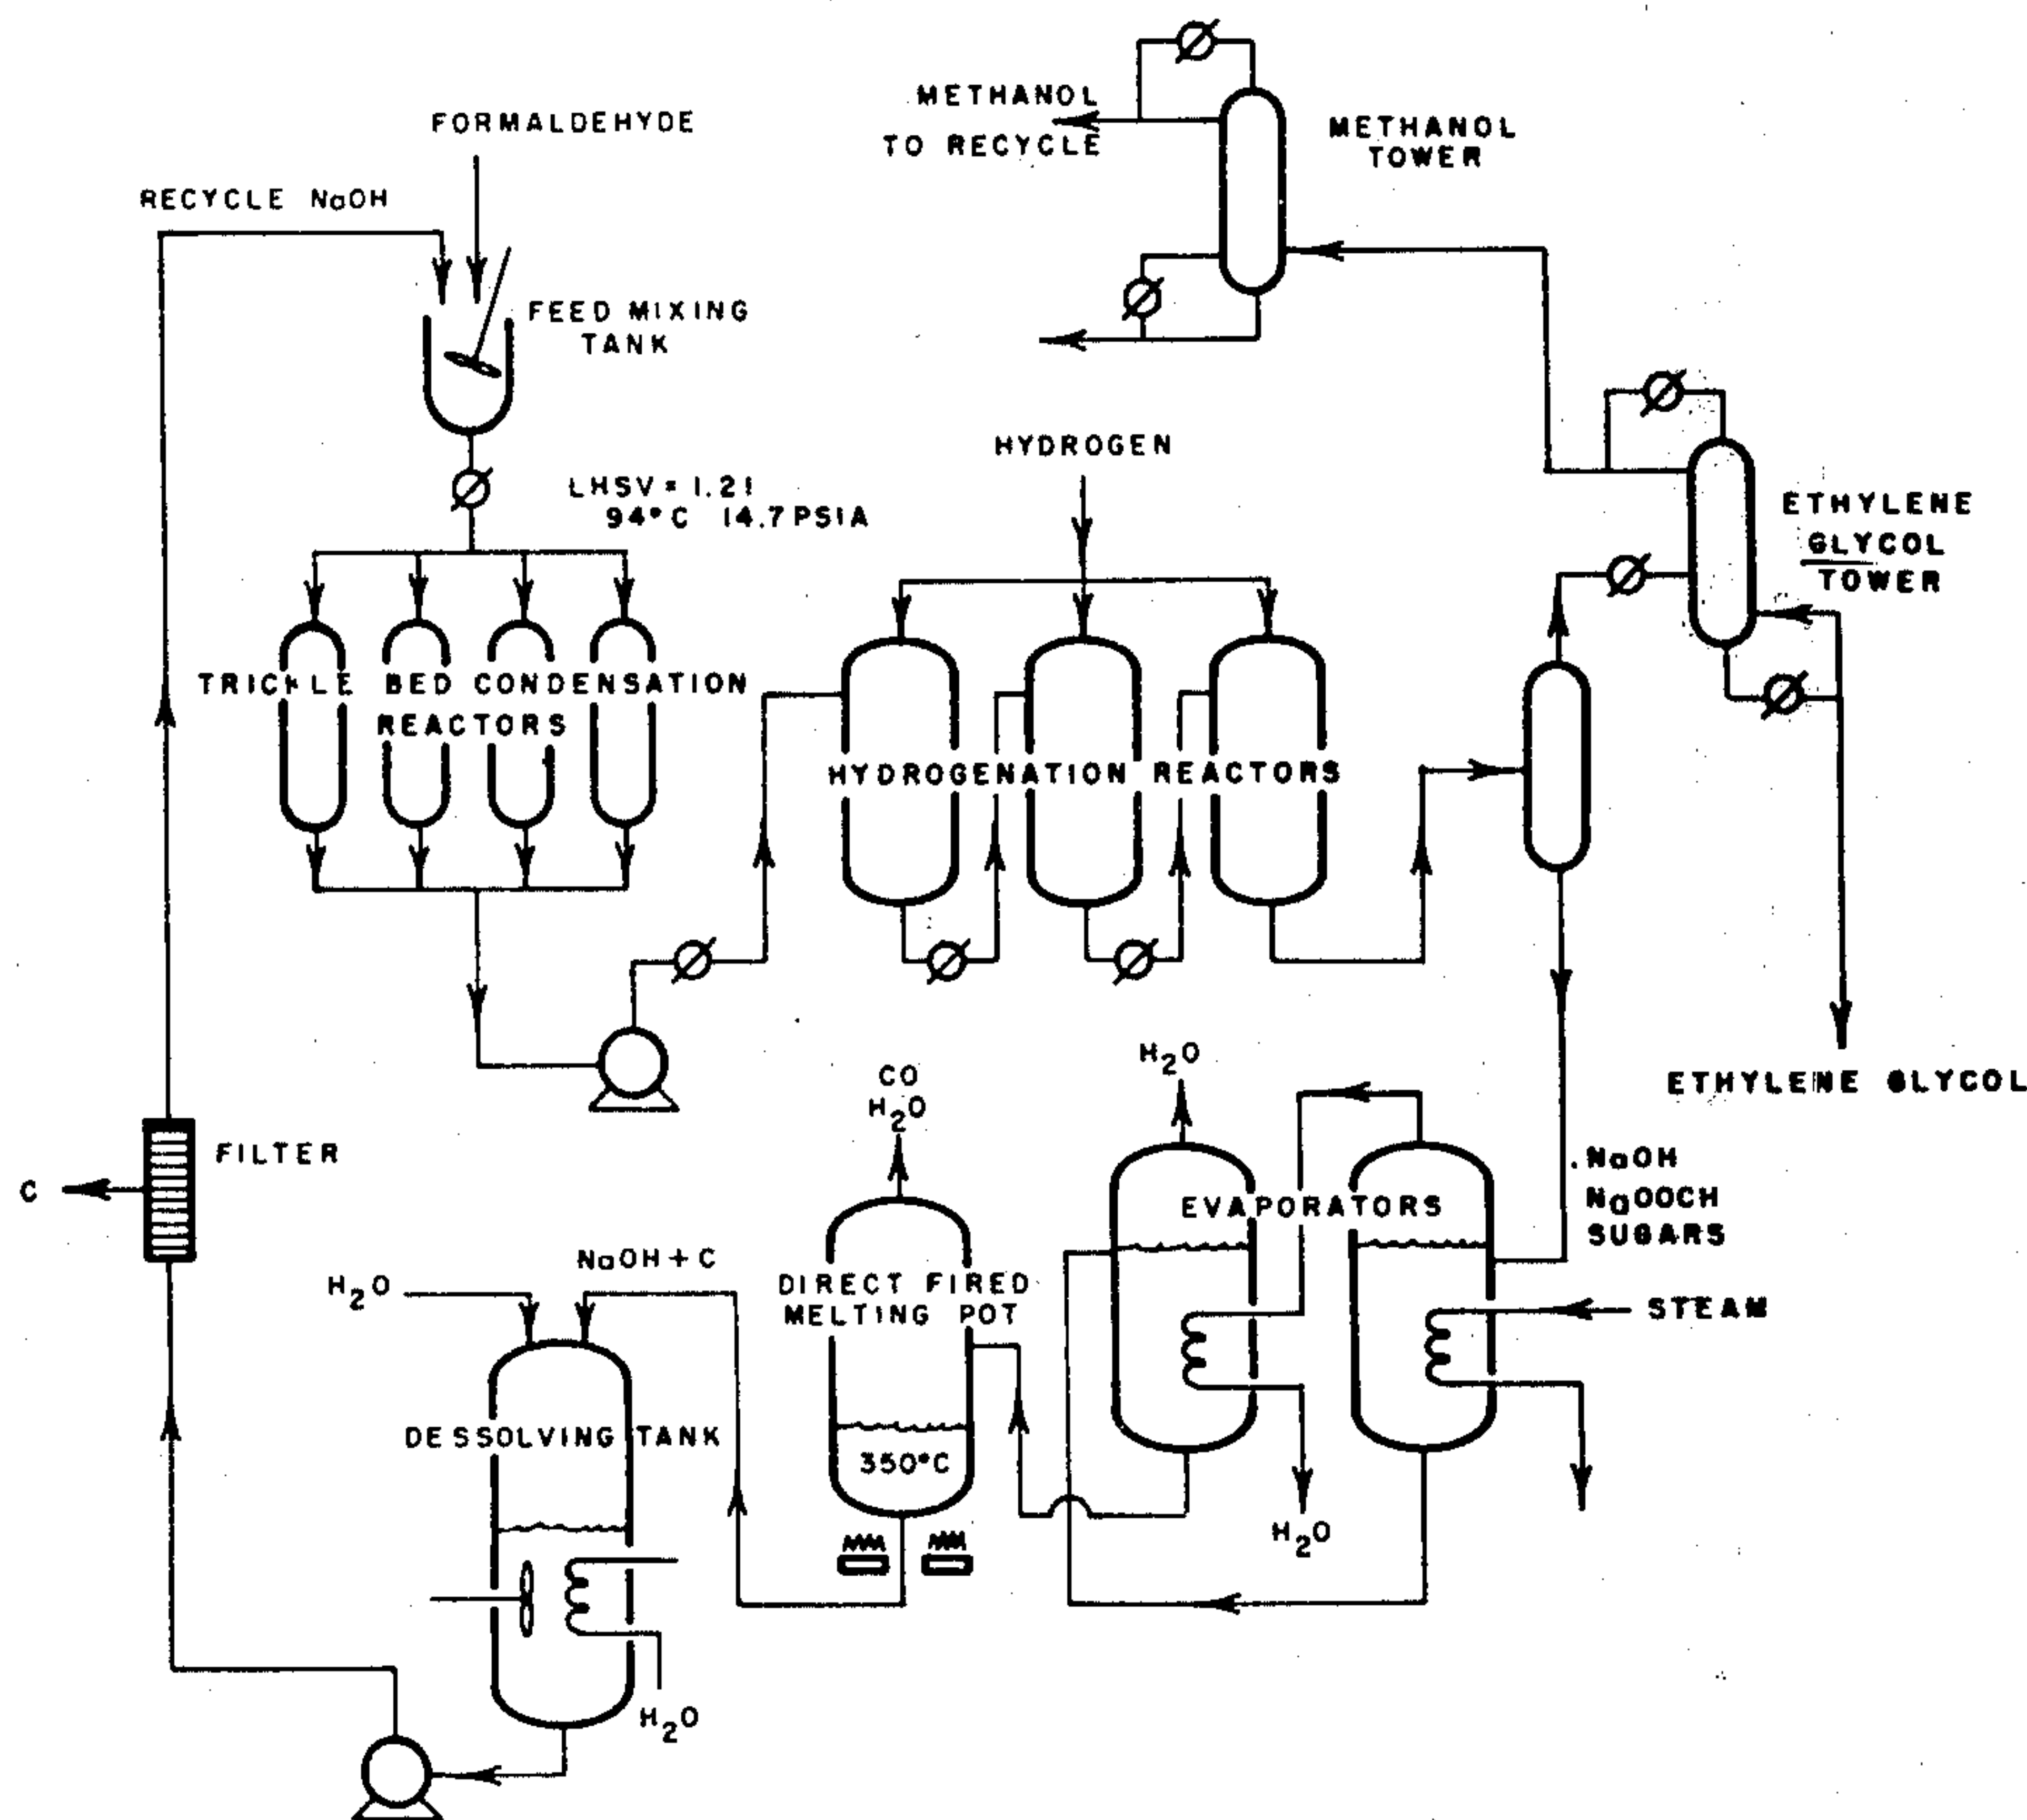 METHANOL
TO RECYCLE
METHANOL
TOWER
FORMALDEHYDE
RECYCLE NaOH
FEED MIXING
TANK
HYDROGEN
LHSV = 1.21
94°C 14.7 PSIA
ETHYLENE
GLYCOL
TOWER
TRICKLE BED CONDENSATION
REACTORS
HYDROGENATION REACTORS
ETHYLENE GLYCOL
H2O
CO
H2O
FILTER
C
NaOH
NaOOCH
SUGARS
EVAPORATORS
NaOH + C
H2O
DIRECT FIRED
MELTING POT
STEAM
DESSOLVING TANK
350°C
H2O
H2O